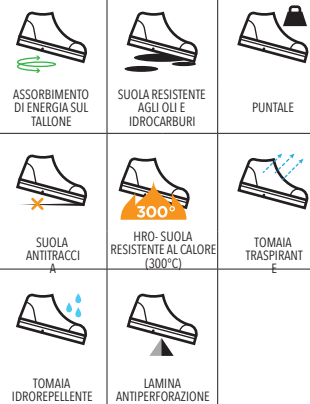 ASSORBIMENTO
DI ENERGIA SUL
TALLONE
SUOLA RESISTENTE
AGLI OLI E
IDROCARBURI
PUNTALE
SUOLA
ANTITRACCI
A
300°
HRO- SUOLA
RESISTENTE AL CALORE
(300°C)
TOMAIA
TRASPIRANT
E
TOMAIA
IDROREPELLENTE
LAMINA
ANTIPERFORAZIONE